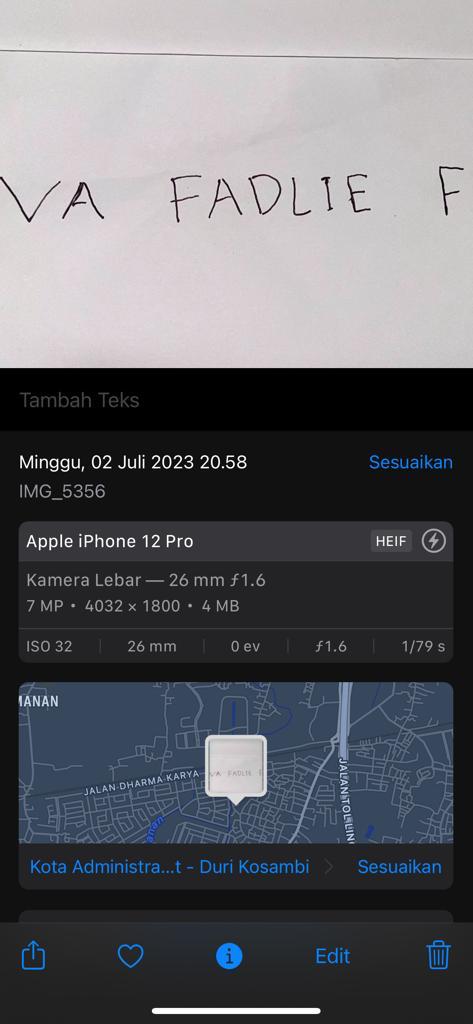 VA FADLIE F
Tambah Teks
Minggu, 02 Juli 2023 20.58 Sesuaikan
IMG_5356
Apple iPhone 12 Pro HEIF
Kamera Lebar — 26 mm ƒ1.6
7 MP • 4032 × 1800 • 4 MB
ISO 32 26 mm 0 ev ƒ1.6 1/79 s
MANAN
VA FADLIE F
JALAN DHARMA KARYA
JALAN TOL LIN
Kota Administra...t - Duri Kosambi Sesuaikan
Edit